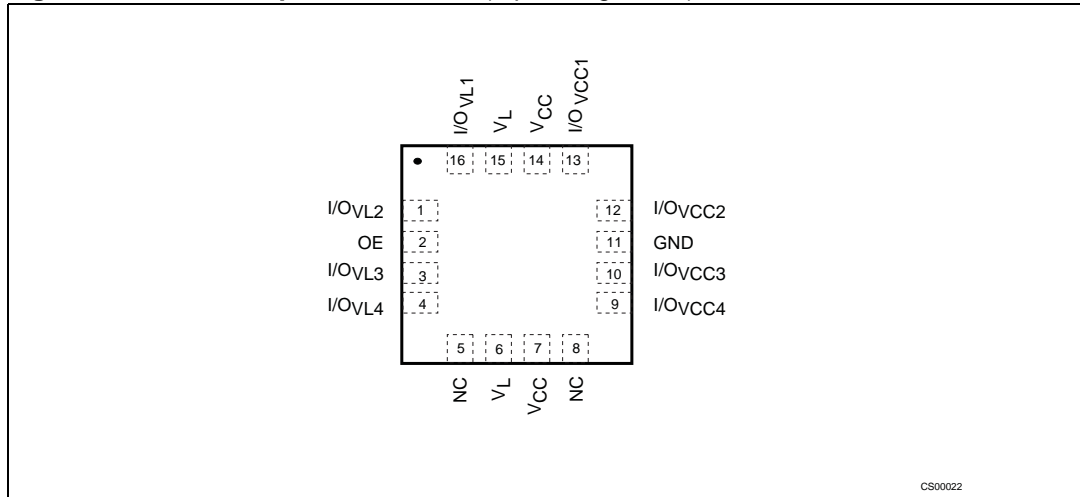 I/OVL1 VL VCC I/OVCC1
16 15 14 13
I/OVL2 1 12 I/OVCC2
OE 2 11 GND
I/OVL3 3 10 I/OVCC3
I/OVL4 4 9 I/OVCC4
5 6 7 8
NC VL VCC NC
CS00022